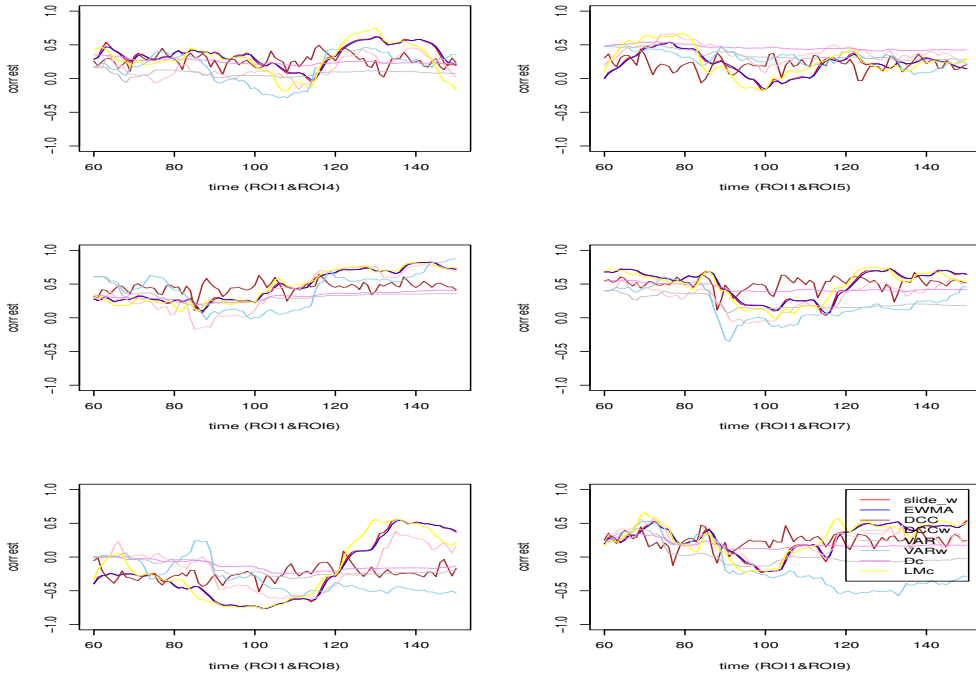 1.0
0.5
0.0
-0.5
-1.0
corr est
60 80 100 120 140
time (ROI1&ROI4)
1.0
0.5
0.0
-0.5
-1.0
corr est
60 80 100 120 140
time (ROI1&ROI5)
1.0
0.5
0.0
-0.5
-1.0
corr est
60 80 100 120 140
time (ROI1&ROI6)
1.0
0.5
0.0
-0.5
-1.0
corr est
60 80 100 120 140
time (ROI1&ROI7)
1.0
0.5
0.0
-0.5
-1.0
corr est
60 80 100 120 140
time (ROI1&ROI8)
1.0
0.5
0.0
-0.5
-1.0
corr est
slide_w
EWMA
DCC
DCCw
VAR
VARw
Dc
LMc
60 80 100 120 140
time (ROI1&ROI9)